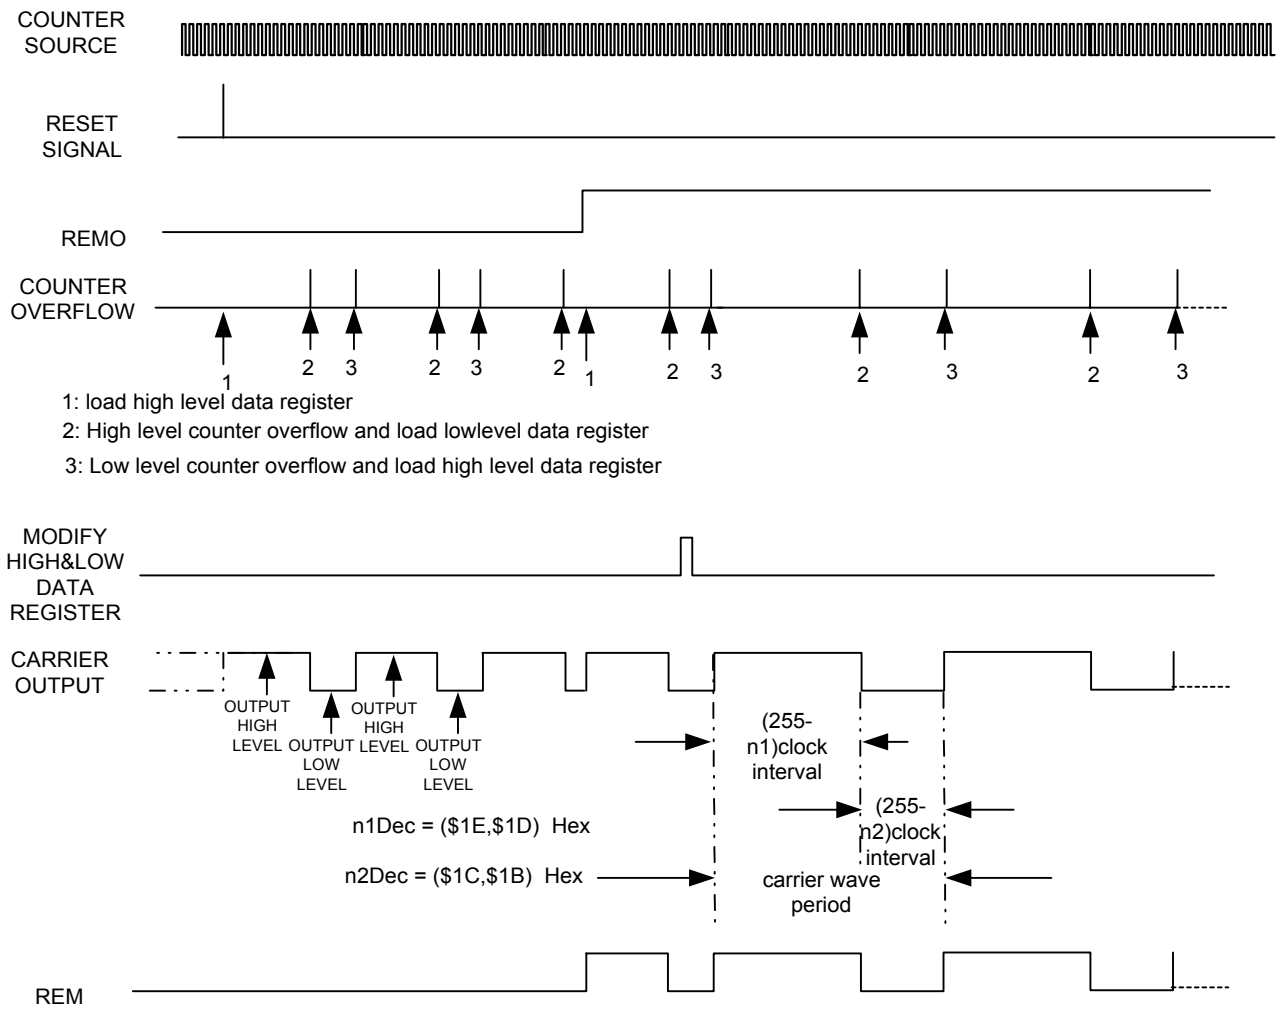 COUNTER
SOURCE
RESET
SIGNAL
REMO
COUNTER
OVERFLOW
1 2 3 2 3 2 1 2 3 2 3 2 3
1: load high level data register
2: High level counter overflow and load lowlevel data register
3: Low level counter overflow and load high level data register
MODIFY
HIGH&LOW
DATA
REGISTER
CARRIER
OUTPUT
OUTPUT
HIGH
LEVEL
OUTPUT
LOW
LEVEL
OUTPUT
HIGH
LEVEL
OUTPUT
LOW
LEVEL
(255-
n1)clock
interval
(255-
n2)clock
interval
n1Dec = ($1E,$1D) Hex
n2Dec = ($1C,$1B) Hex
carrier wave
period
REM